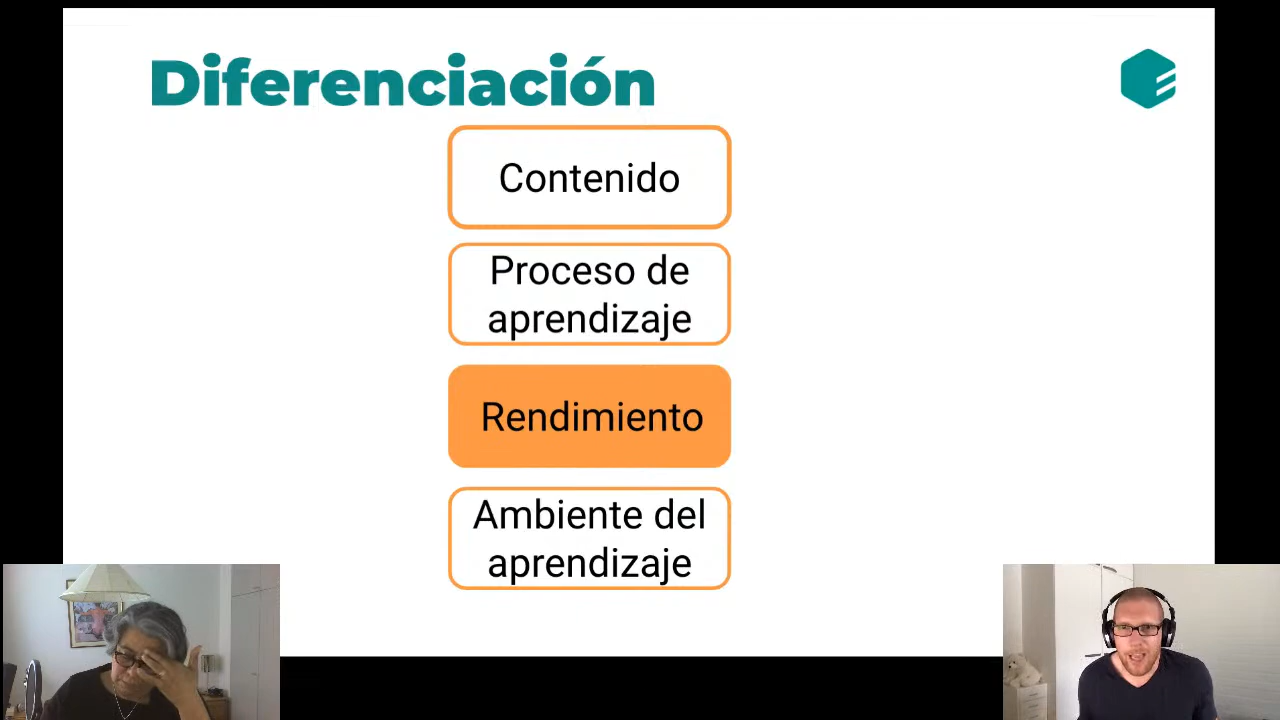 Diferenciación
Contenido
Proceso de
aprendizaje
Rendimiento
Ambiente del
aprendizaje